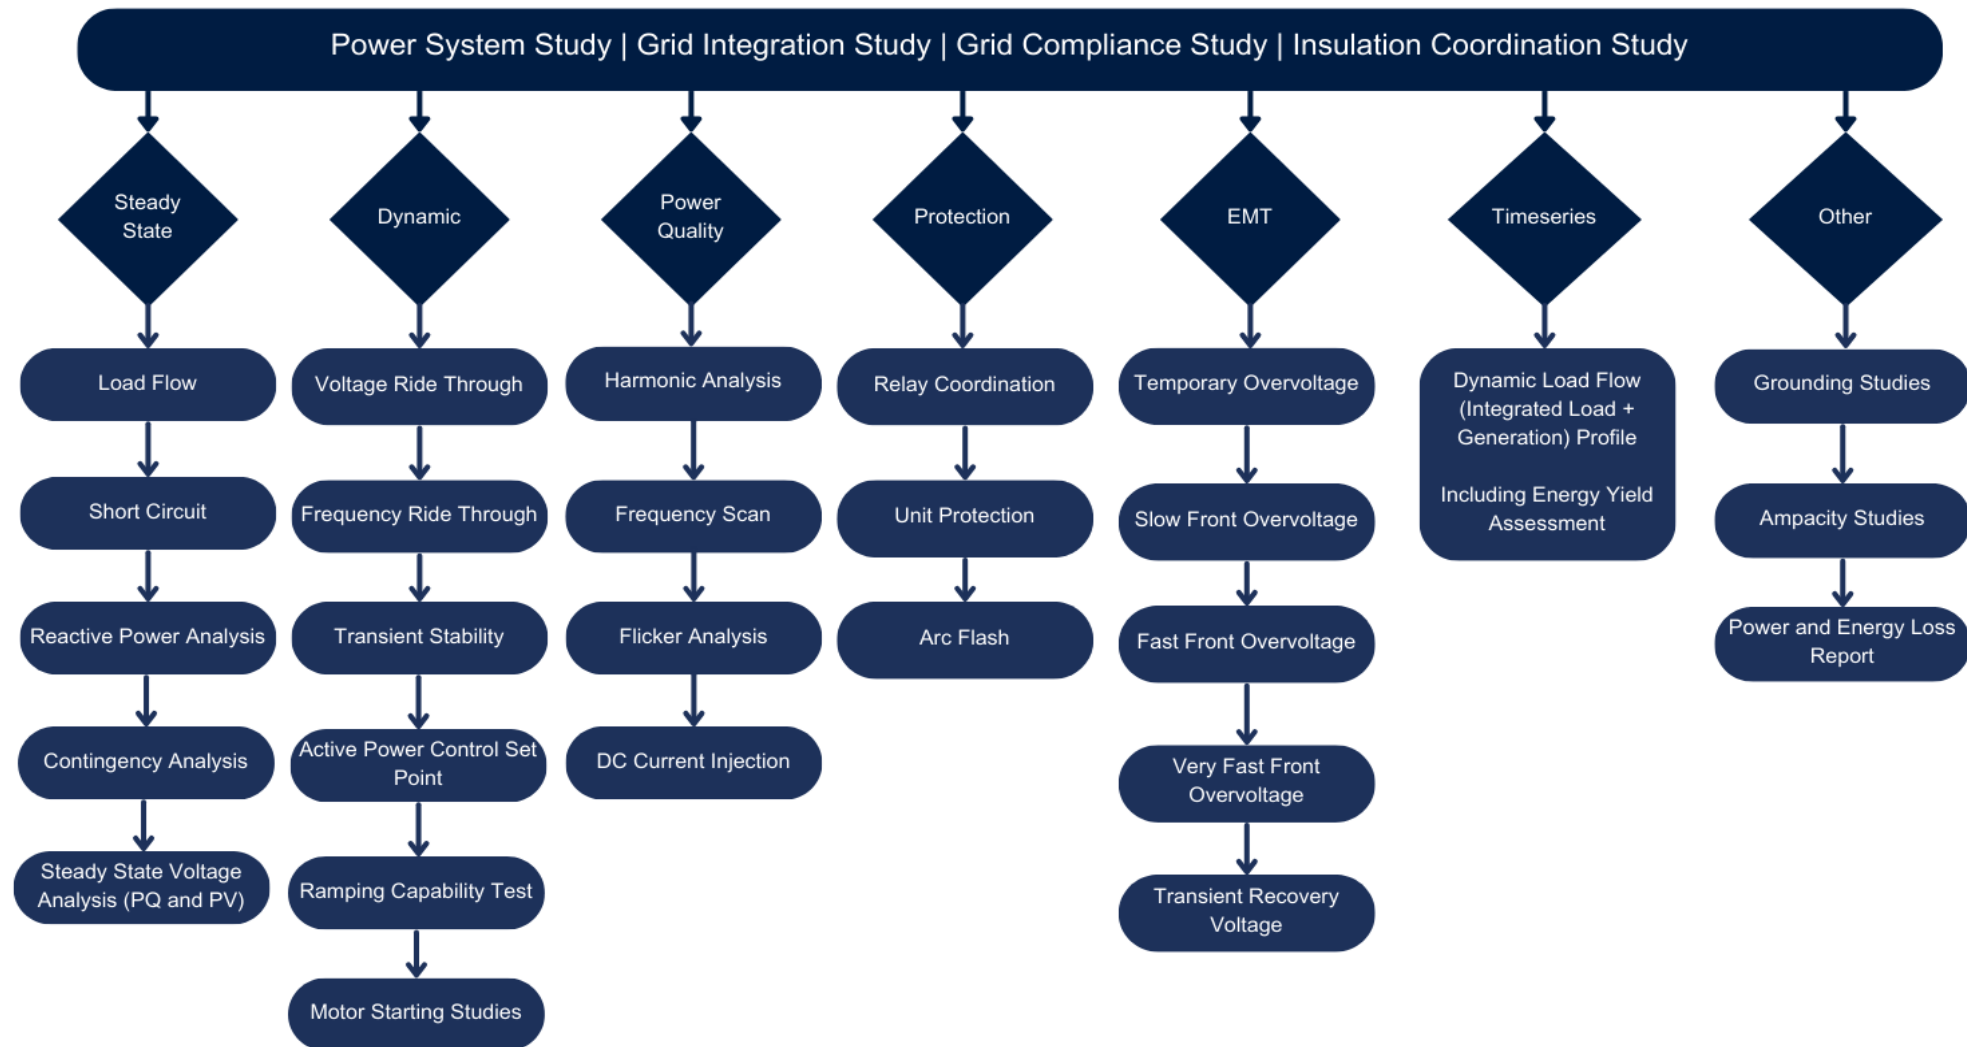 Power System Study | Grid Integration Study | Grid Compliance Study | Insulation Coordination Study
Steady
State
Load Flow
Short Circuit
Reactive Power Analysis
Contingency Analysis
Steady State Voltage
Analysis (PQ and PV)
Dynamic
Voltage Ride Through
Frequency Ride Through
Transient Stability
Active Power Control Set
Point
Ramping Capability Test
Motor Starting Studies
Power
Quality
Harmonic Analysis
Frequency Scan
Flicker Analysis
DC Current Injection
Protection
Relay Coordination
Unit Protection
Arc Flash
EMT
Temporary Overvoltage
Slow Front Overvoltage
Fast Front Overvoltage
Very Fast Front
Overvoltage
Transient Recovery
Voltage
Timeseries
Dynamic Load Flow
(Integrated Load +
Generation) Profile
Including Energy Yield
Assessment
Other
Grounding Studies
Ampacity Studies
Power and Energy Loss
Report